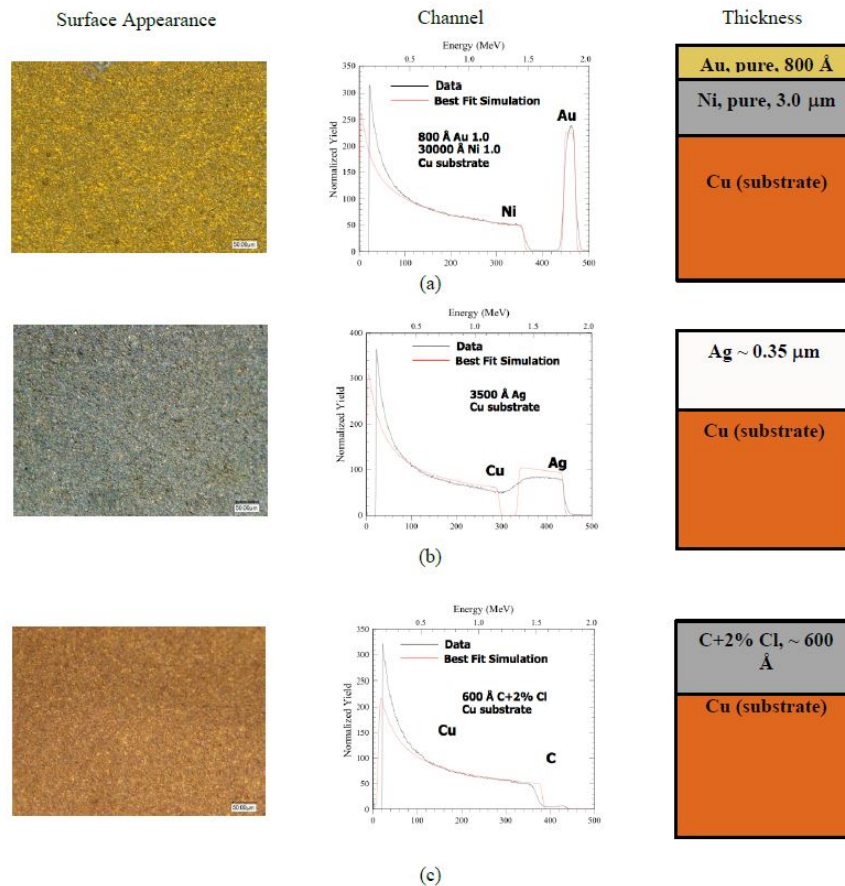 Surface Appearance
Channel
Thickness
Energy (MeV)
0.5 1.0 1.5 2.0
350
300
250
200
150
100
50
0
Normalized Yield
Data
Best Fit Simulation
800 Å Au 1.0
30000 Å Ni 1.0
Cu substrate
Au
Ni
0 100 200 300 400 500
50.00µm
Au, pure, 800 Å
Ni, pure, 3.0 µm
Cu (substrate)
(a)
Energy (MeV)
0.5 1.0 1.5 2.0
400
300
200
100
0
Normalized Yield
Data
Best Fit Simulation
3500 Å Ag
Cu substrate
Cu
Ag
0 100 200 300 400 500
50.00µm
Ag ~ 0.35 µm
Cu (substrate)
(b)
Energy (MeV)
0.5 1.0 1.5 2.0
350
300
250
200
150
100
50
0
Normalized Yield
Data
Best Fit Simulation
600 Å C+2% Cl
Cu substrate
Cu
C
0 100 200 300 400 500
50.00µm
C+2% Cl, ~ 600
Å
Cu (substrate)
(c)